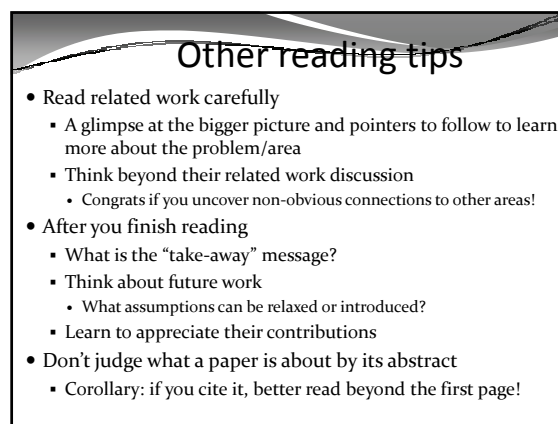 Other reading tips
• Read related work carefully
▪ A glimpse at the bigger picture and pointers to follow to learn
more about the problem/area
▪ Think beyond their related work discussion
• Congrats if you uncover non-obvious connections to other areas!
• After you finish reading
▪ What is the “take-away” message?
▪ Think about future work
• What assumptions can be relaxed or introduced?
▪ Learn to appreciate their contributions
• Don’t judge what a paper is about by its abstract
▪ Corollary: if you cite it, better read beyond the first page!